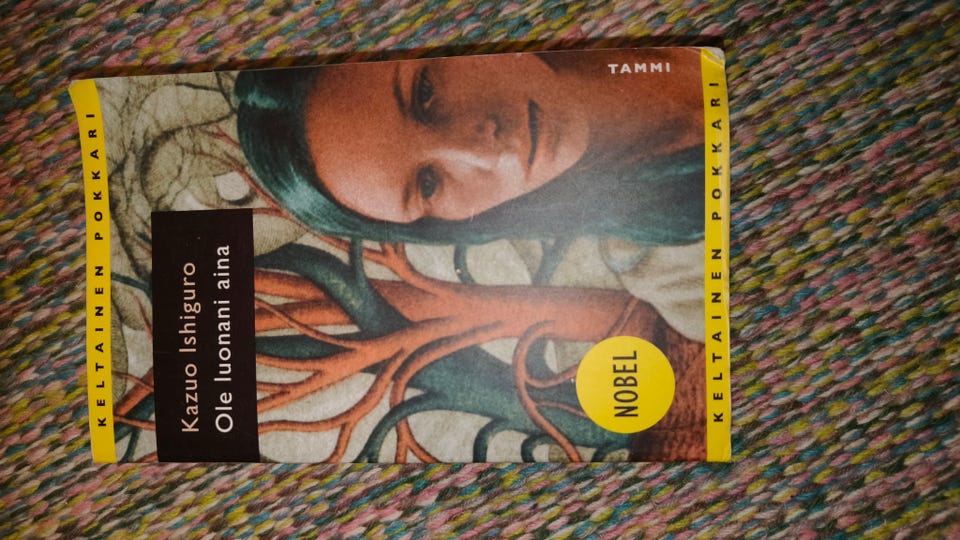 KELTAINEN POKKARI
Kazuo Ishiguro
Ole luonani aina
TAMMI
NOBEL
KELTAINEN POKKARI